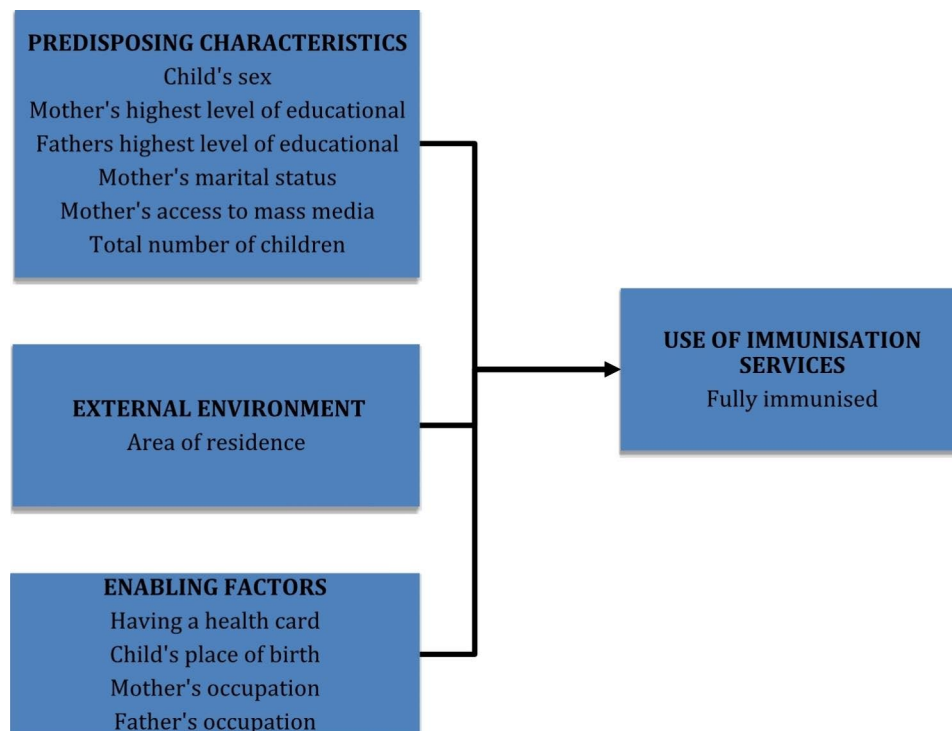 PREDISPOSING CHARACTERISTICS
Child's sex
Mother's highest level of educational
Fathers highest level of educational
Mother's marital status
Mother's access to mass media
Total number of children
EXTERNAL ENVIRONMENT
Area of residence
ENABLING FACTORS
Having a health card
Child's place of birth
Mother's occupation
Father's occupation
USE OF IMMUNISATION
SERVICES
Fully immunised